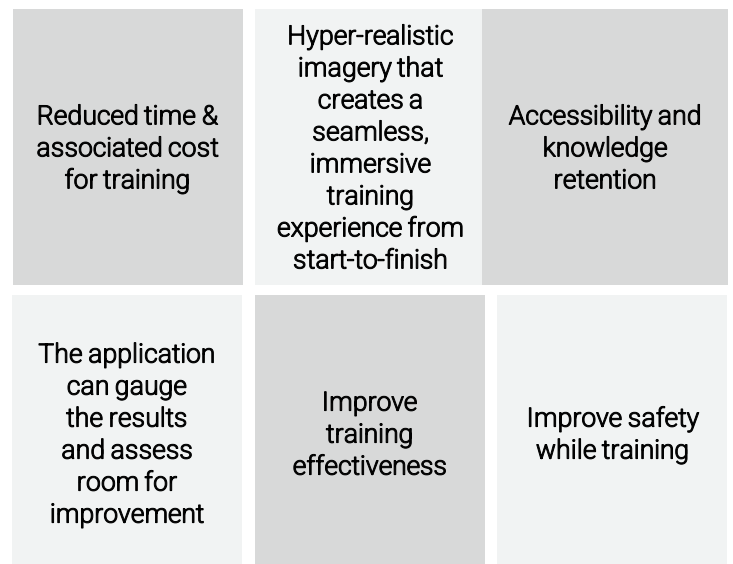 Reduced time &
associated cost
for training
Hyper-realistic
imagery that
creates a
seamless,
immersive
training
experience from
start-to-finish
Accessibility and
knowledge
retention
The application
can gauge
the results
and assess
room for
improvement
Improve
training
effectiveness
Improve safety
while training